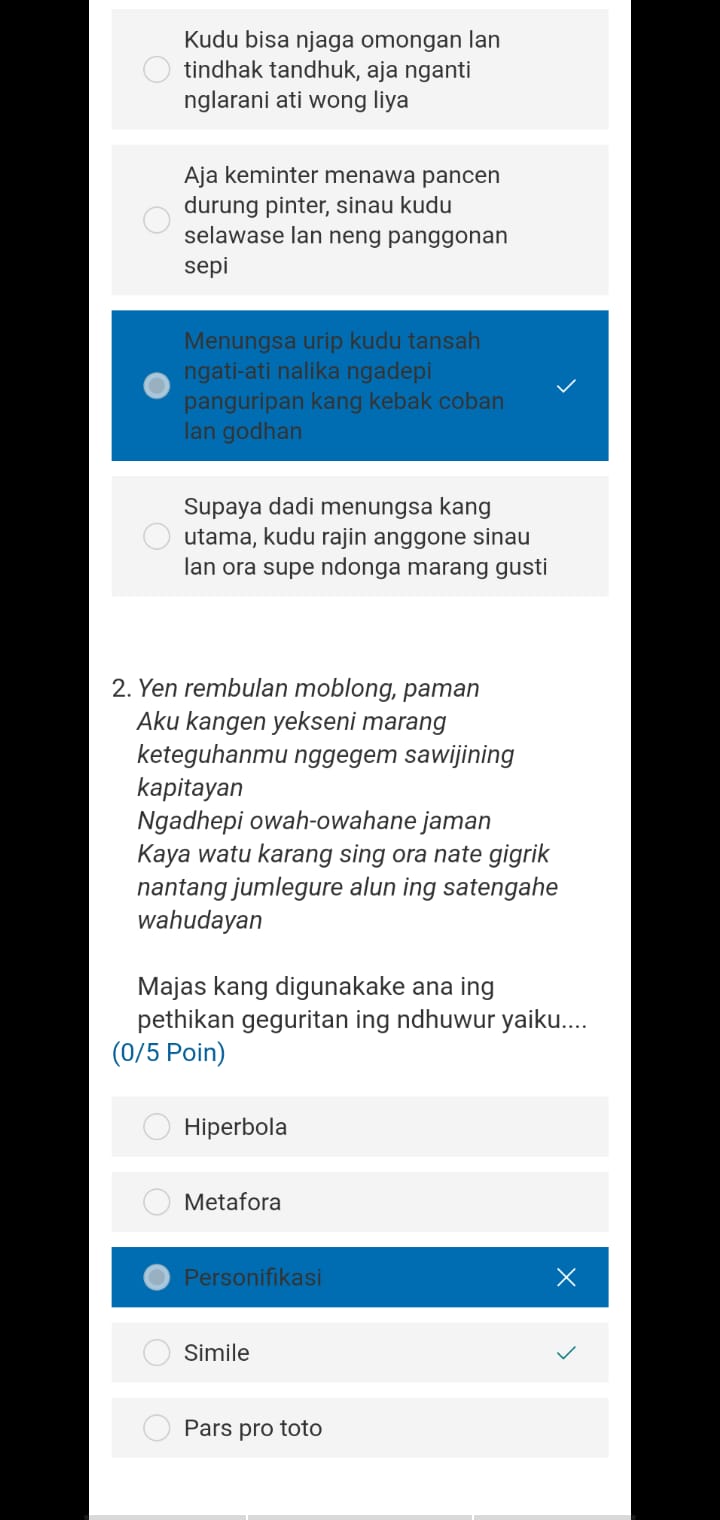 Kudu bisa njaga omongan lan
tindhak tandhuk, aja nganti
nglarani ati wong liya
Aja keminter menawa pancen
durung pinter, sinau kudu
selawase lan neng panggonan
sepi
Menungsa urip kudu tansah
ngati-ati nalika ngadepi
panguripan kang kebak coban
lan godhan
Supaya dadi menungsa kang
utama, kudu rajin anggone sinau
lan ora supe ndonga marang gusti
2. Yen rembulan moblong, paman
Aku kangen yekseni marang
keteguhanmu nggegem sawijining
kapitayan
Ngadhepi owah-owahane jaman
Kaya watu karang sing ora nate gigrik
nantang jumlegure alun ing satengahe
wahudayan
Majas kang digunakake ana ing
pethikan geguritan ing ndhuwur yaiku....
(0/5 Poin)
Hiperbola
Metafora
Personifikasi
Simile
Pars pro toto